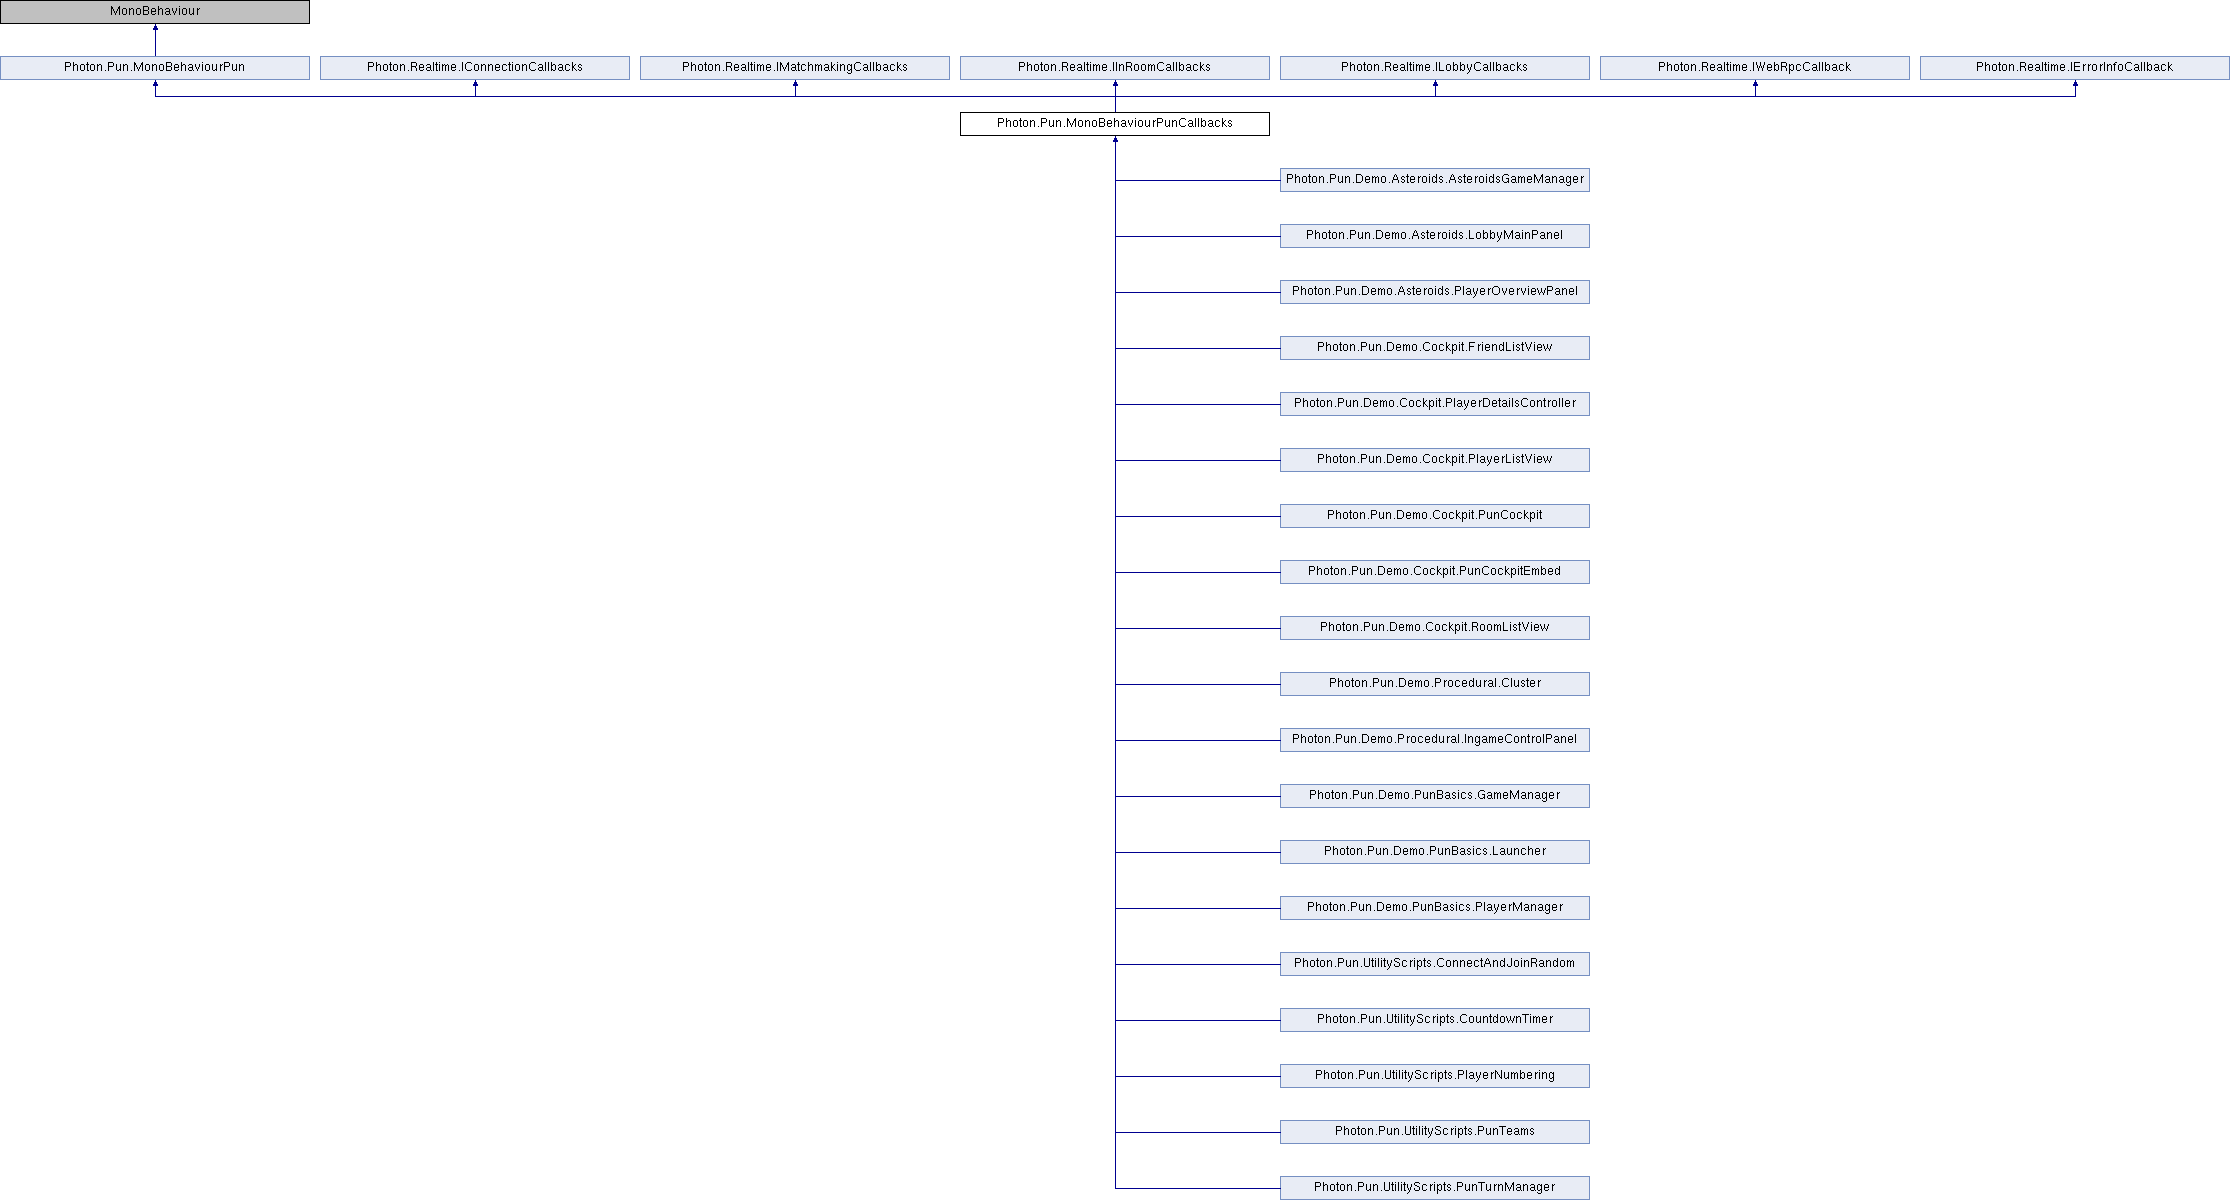 MonoBehaviour
Photon.Pun.MonoBehaviourPun
Photon.Realtime.IConnectionCallbacks
Photon.Realtime.IMatchmakingCallbacks
Photon.Realtime.IInRoomCallbacks
Photon.Realtime.ILobbyCallbacks
Photon.Realtime.IWebRpcCallback
Photon.Realtime.IErrorInfoCallback
Photon.Pun.MonoBehaviourPunCallbacks
Photon.Pun.Demo.Asteroids.AsteroidsGameManager
Photon.Pun.Demo.Asteroids.LobbyMainPanel
Photon.Pun.Demo.Asteroids.PlayerOverviewPanel
Photon.Pun.Demo.Cockpit.FriendListView
Photon.Pun.Demo.Cockpit.PlayerDetailsController
Photon.Pun.Demo.Cockpit.PlayerListView
Photon.Pun.Demo.Cockpit.PunCockpit
Photon.Pun.Demo.Cockpit.PunCockpitEmbed
Photon.Pun.Demo.Cockpit.RoomListView
Photon.Pun.Demo.Procedural.Cluster
Photon.Pun.Demo.Procedural.IngameControlPanel
Photon.Pun.Demo.PunBasics.GameManager
Photon.Pun.Demo.PunBasics.Launcher
Photon.Pun.Demo.PunBasics.PlayerManager
Photon.Pun.UtilityScripts.ConnectAndJoinRandom
Photon.Pun.UtilityScripts.CountdownTimer
Photon.Pun.UtilityScripts.PlayerNumbering
Photon.Pun.UtilityScripts.PunTeams
Photon.Pun.UtilityScripts.PunTurnManager